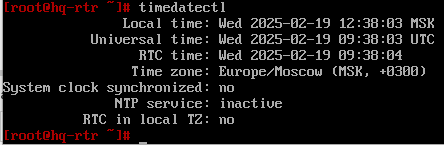 [root@hq-rtr ~]# timedatectl
Local time: Wed 2025-02-19 12:38:03 MSK
Universal time: Wed 2025-02-19 09:38:03 UTC
RTC time: Wed 2025-02-19 09:38:04
Time zone: Europe/Moscow (MSK, +0300)
System clock synchronized: no
NTP service: inactive
RTC in local TZ: no
[root@hq-rtr ~]# _